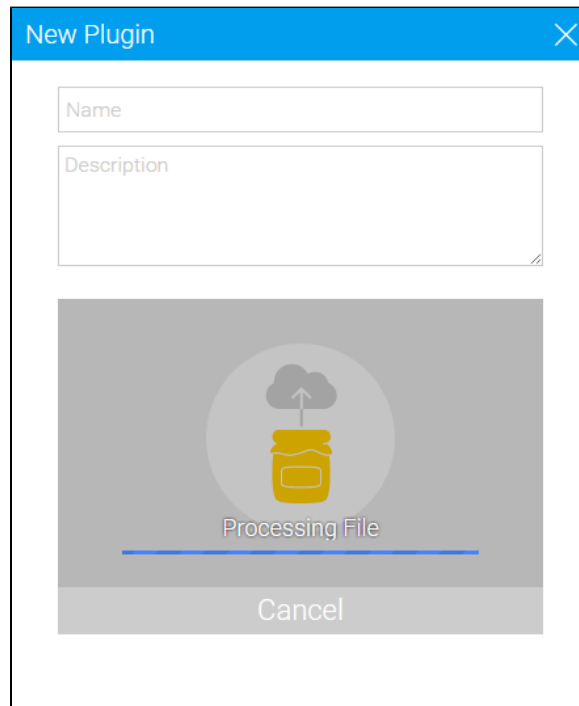 New Plugin
Name
Description
Processing File
Cancel